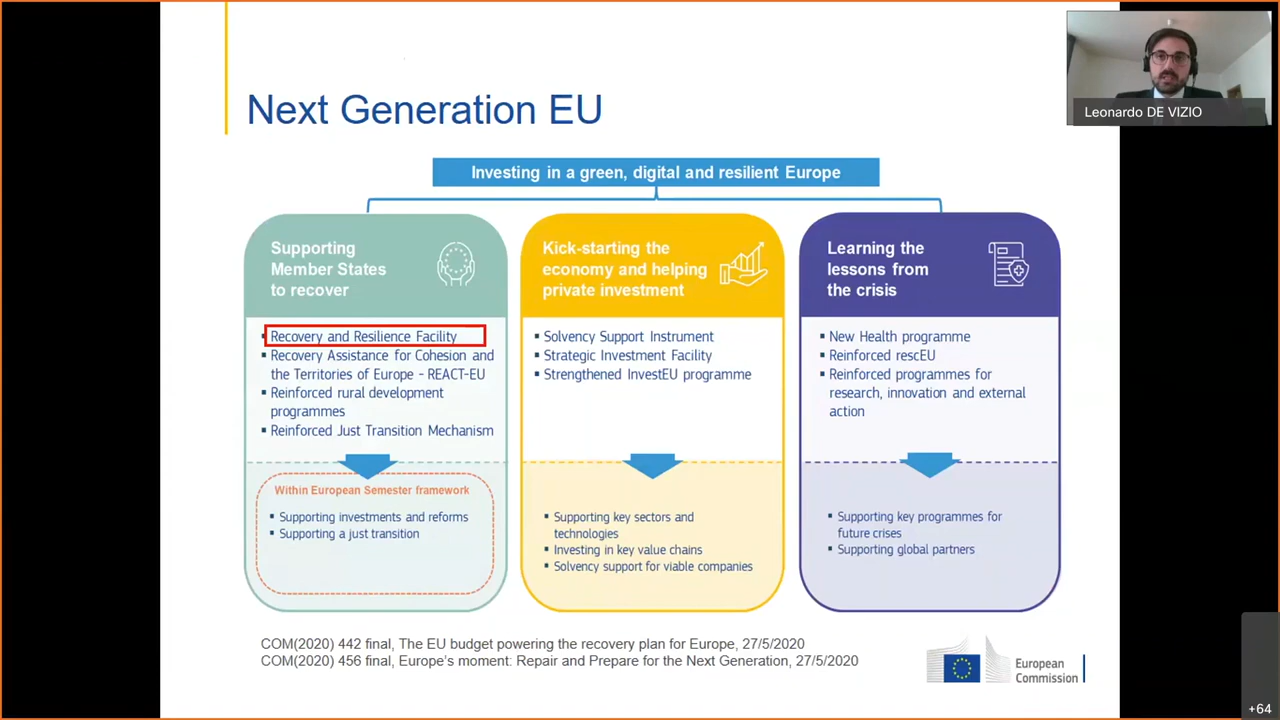 Leonardo DE VIZIO
Next Generation EU
Investing in a green, digital and resilient Europe
Supporting
Member States
to recover
▪ Recovery and Resilience Facility
▪ Recovery Assistance for Cohesion and
the Territories of Europe - REACT-EU
▪ Reinforced rural development
programmes
▪ Reinforced Just Transition Mechanism
Within European Semester framework
▪ Supporting investments and reforms
▪ Supporting a just transition
Kick-starting the
economy and helping
private investment
▪ Solvency Support Instrument
▪ Strategic Investment Facility
▪ Strengthened InvestEU programme
▪ Supporting key sectors and
technologies
▪ Investing in key value chains
▪ Solvency support for viable companies
Learning the
lessons from
the crisis
▪ New Health programme
▪ Reinforced rescEU
▪ Reinforced programmes for
research, innovation and external
action
▪ Supporting key programmes for
future crises
▪ Supporting global partners
COM(2020) 442 final, The EU budget powering the recovery plan for Europe, 27/5/2020
COM(2020) 456 final, Europe's moment: Repair and Prepare for the Next Generation, 27/5/2020
European
Commission
+64